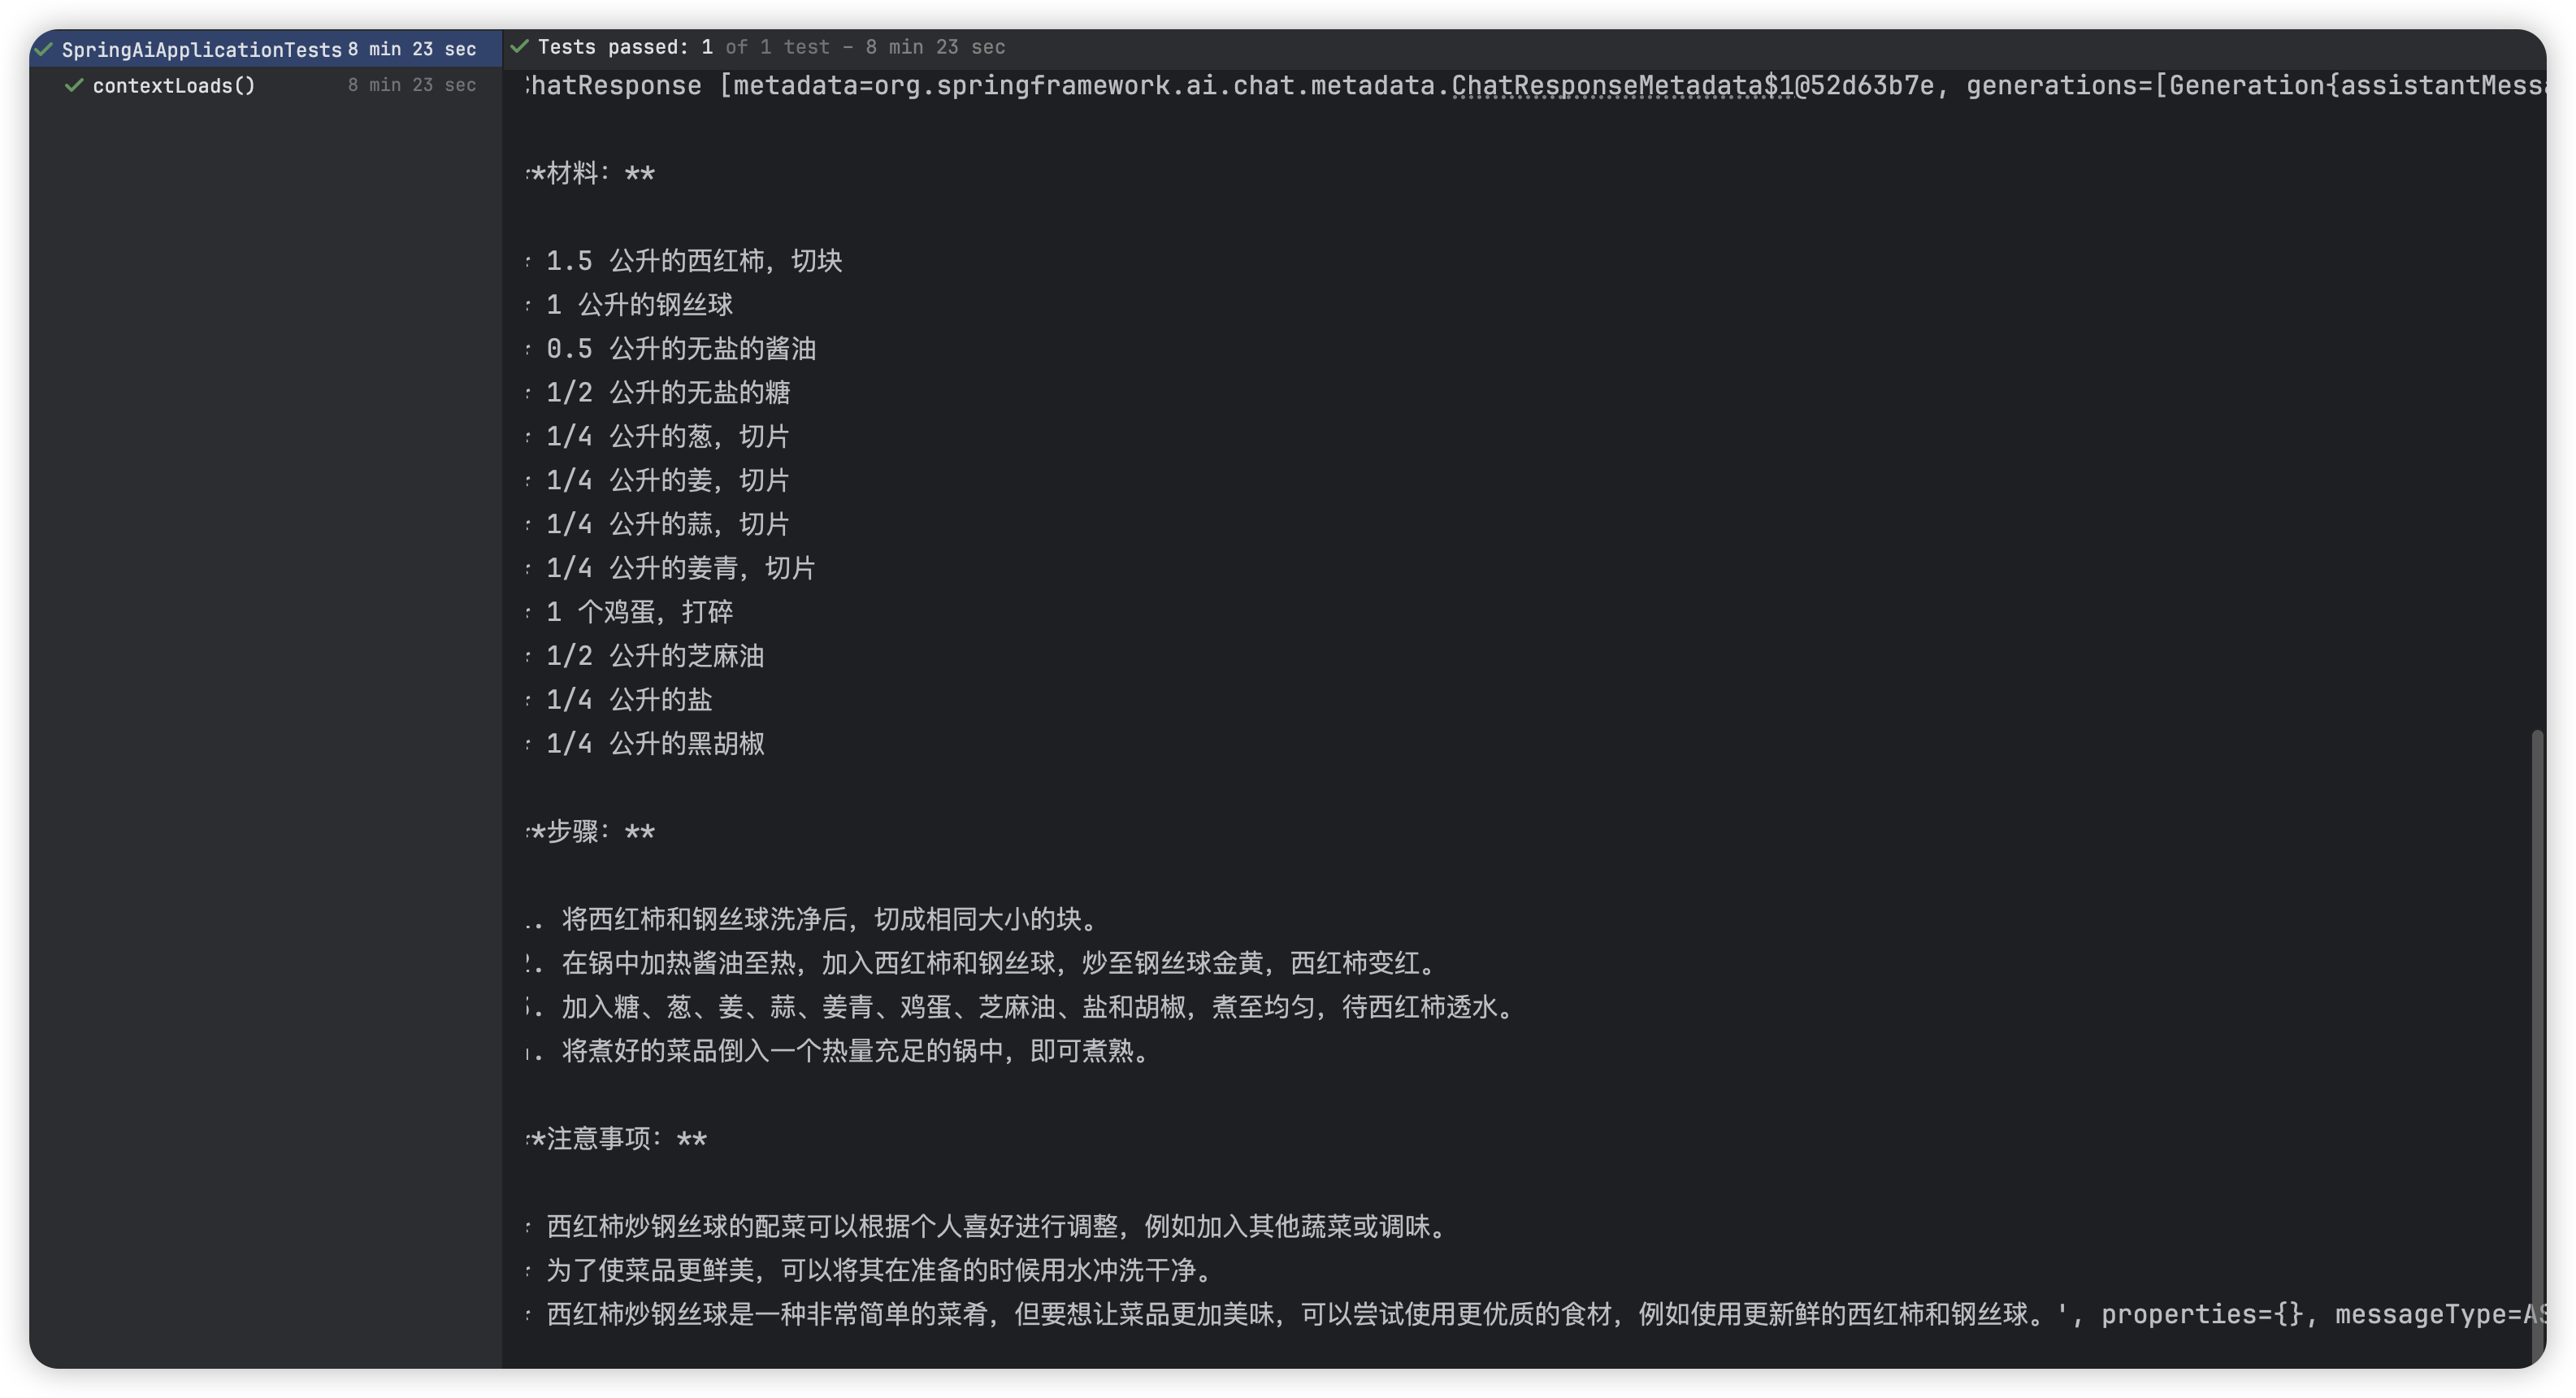 SpringAiApplicationTests 8 min 23 sec
contextLoads() 8 min 23 sec
Tests passed: 1 of 1 test – 8 min 23 sec
ChatResponse [metadata=org.springframework.ai.chat.metadata.ChatResponseMetadata$1@52d63b7e, generations=[Generation{assistantMessa
**材料：**
* 1.5 公升的西红柿，切块
* 1 公升的钢丝球
* 0.5 公升的无盐的酱油
* 1/2 公升的无盐的糖
* 1/4 公升的葱，切片
* 1/4 公升的姜，切片
* 1/4 公升的蒜，切片
* 1/4 公升的姜青，切片
* 1 个鸡蛋，打碎
* 1/2 公升的芝麻油
* 1/4 公升的盐
* 1/4 公升的黑胡椒
**步骤：**
1. 将西红柿和钢丝球洗净后，切成相同大小的块。
2. 在锅中加热酱油至热，加入西红柿和钢丝球，炒至钢丝球金黄，西红柿变红。
3. 加入糖、葱、姜、蒜、姜青、鸡蛋、芝麻油、盐和胡椒，煮至均匀，待西红柿透水。
4. 将煮好的菜品倒入一个热量充足的锅中，即可煮熟。
**注意事项：**
* 西红柿炒钢丝球的配菜可以根据个人喜好进行调整，例如加入其他蔬菜或调味。
* 为了使菜品更鲜美，可以将其在准备的时候用水冲洗干净。
* 西红柿炒钢丝球是一种非常简单的菜肴，但要想让菜品更加美味，可以尝试使用更优质的食材，例如使用更新鲜的西红柿和钢丝球。', properties={}, messageType=AS